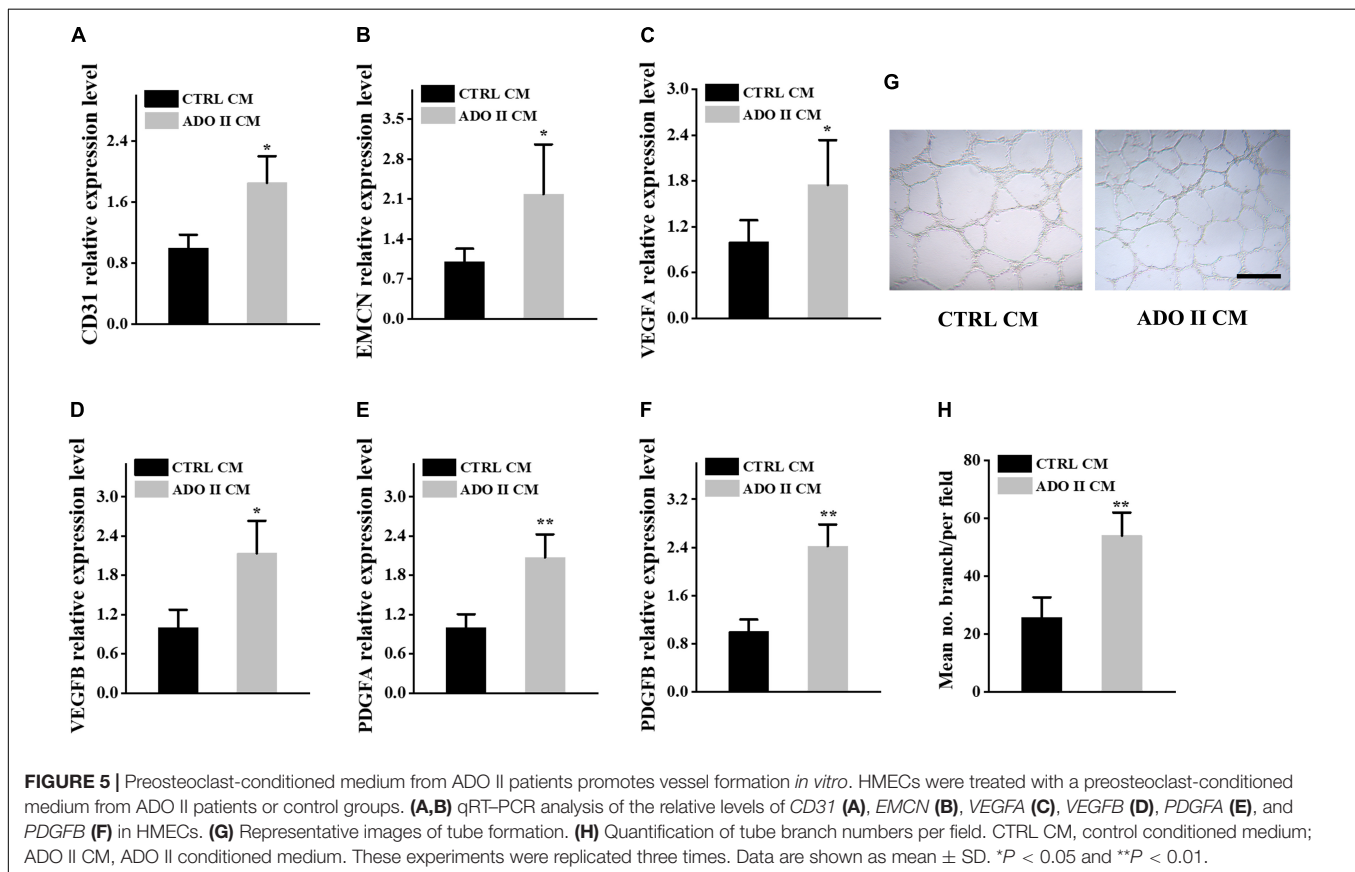 A
CD31 relative expression level
2.4
1.6
0.8
0.0
CTRL CM
ADO II CM
*
B
EMCN relative expression level
3.5
2.8
2.1
1.4
0.7
0.0
CTRL CM
ADO II CM
*
C
VEGFA relative expression level
3.0
2.4
1.8
1.2
0.6
0.0
CTRL CM
ADO II CM
*
G
CTRL CM
ADO II CM
D
VEGFB relative expression level
3.0
2.4
1.8
1.2
0.6
0.0
CTRL CM
ADO II CM
*
E
PDGFA relative expression level
3.0
2.4
1.8
1.2
0.6
0.0
CTRL CM
ADO II CM
**
F
PDGFB relative expression level
3.2
2.4
1.6
0.8
0.0
CTRL CM
ADO II CM
**
H
Mean no. branch/per field
80
60
40
20
0
CTRL CM
ADO II CM
**
FIGURE 5 | Preosteoclast-conditioned medium from ADO II patients promotes vessel formation in vitro. HMECs were treated with a preosteoclast-conditioned
medium from ADO II patients or control groups. (A,B) qRT–PCR analysis of the relative levels of CD31 (A), EMCN (B), VEGFA (C), VEGFB (D), PDGFA (E), and
PDGFB (F) in HMECs. (G) Representative images of tube formation. (H) Quantification of tube branch numbers per field. CTRL CM, control conditioned medium;
ADO II CM, ADO II conditioned medium. These experiments were replicated three times. Data are shown as mean ± SD. *P < 0.05 and **P < 0.01.